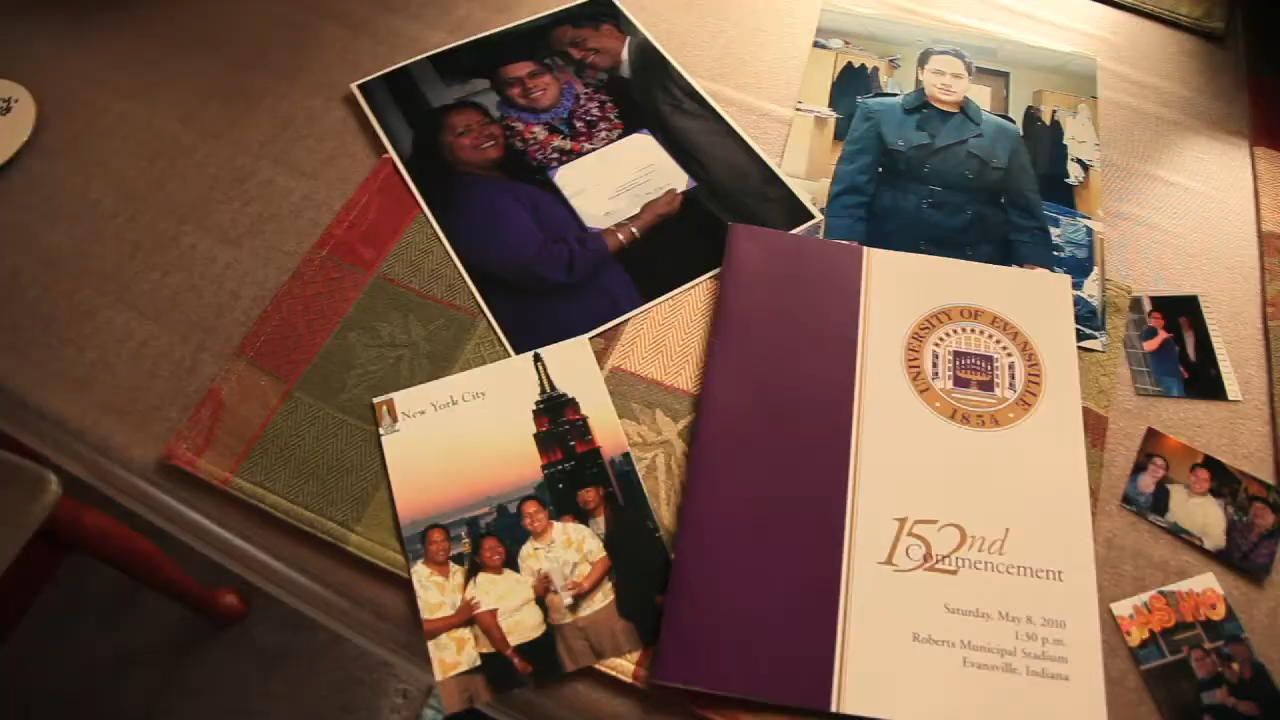 New York City
UNIVERSITY OF EVANSVILLE
1854
152nd
Commencement
Saturday, May 8, 2010
1:30 p.m.
Roberts Municipal Stadium
Evansville, Indiana